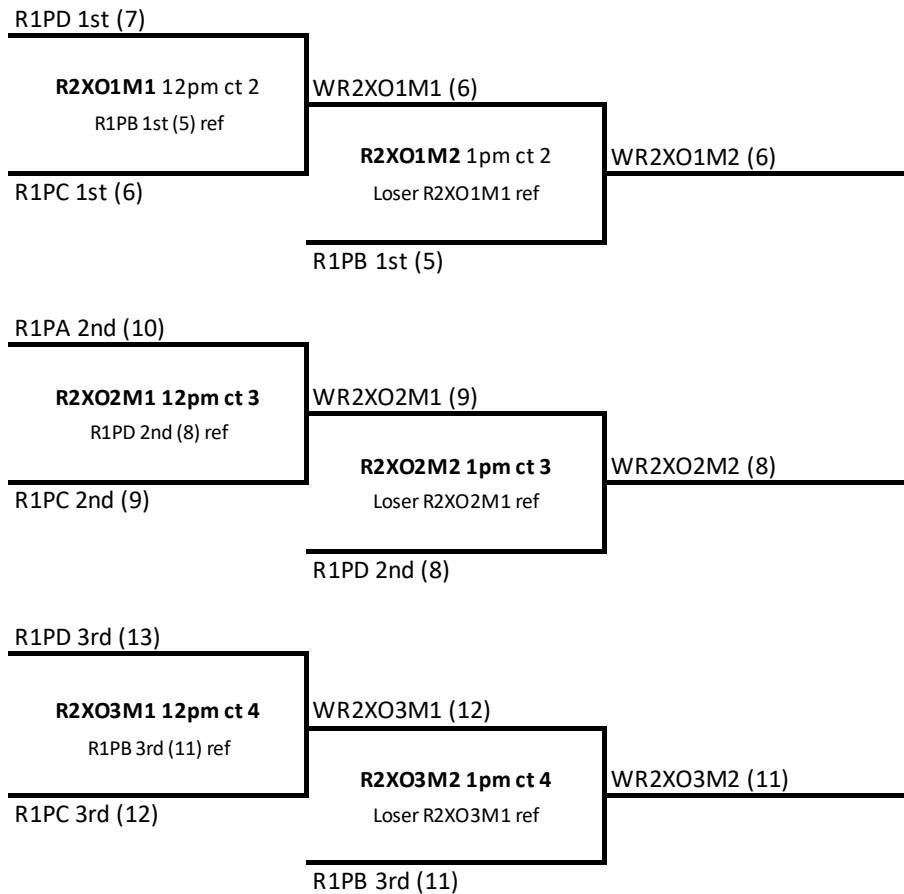 R1PD 1st (7)
R2XO1M1 12pm ct 2
R1PB 1st (5) ref
WR2XO1M1 (6)
R1PC 1st (6)
R2XO1M2 1pm ct 2
Loser R2XO1M1 ref
WR2XO1M2 (6)
R1PB 1st (5)
R1PA 2nd (10)
R2XO2M1 12pm ct 3
R1PD 2nd (8) ref
WR2XO2M1 (9)
R1PC 2nd (9)
R2XO2M2 1pm ct 3
Loser R2XO2M1 ref
WR2XO2M2 (8)
R1PD 2nd (8)
R1PD 3rd (13)
R2XO3M1 12pm ct 4
R1PB 3rd (11) ref
WR2XO3M1 (12)
R1PC 3rd (12)
R2XO3M2 1pm ct 4
Loser R2XO3M1 ref
WR2XO3M2 (11)
R1PB 3rd (11)